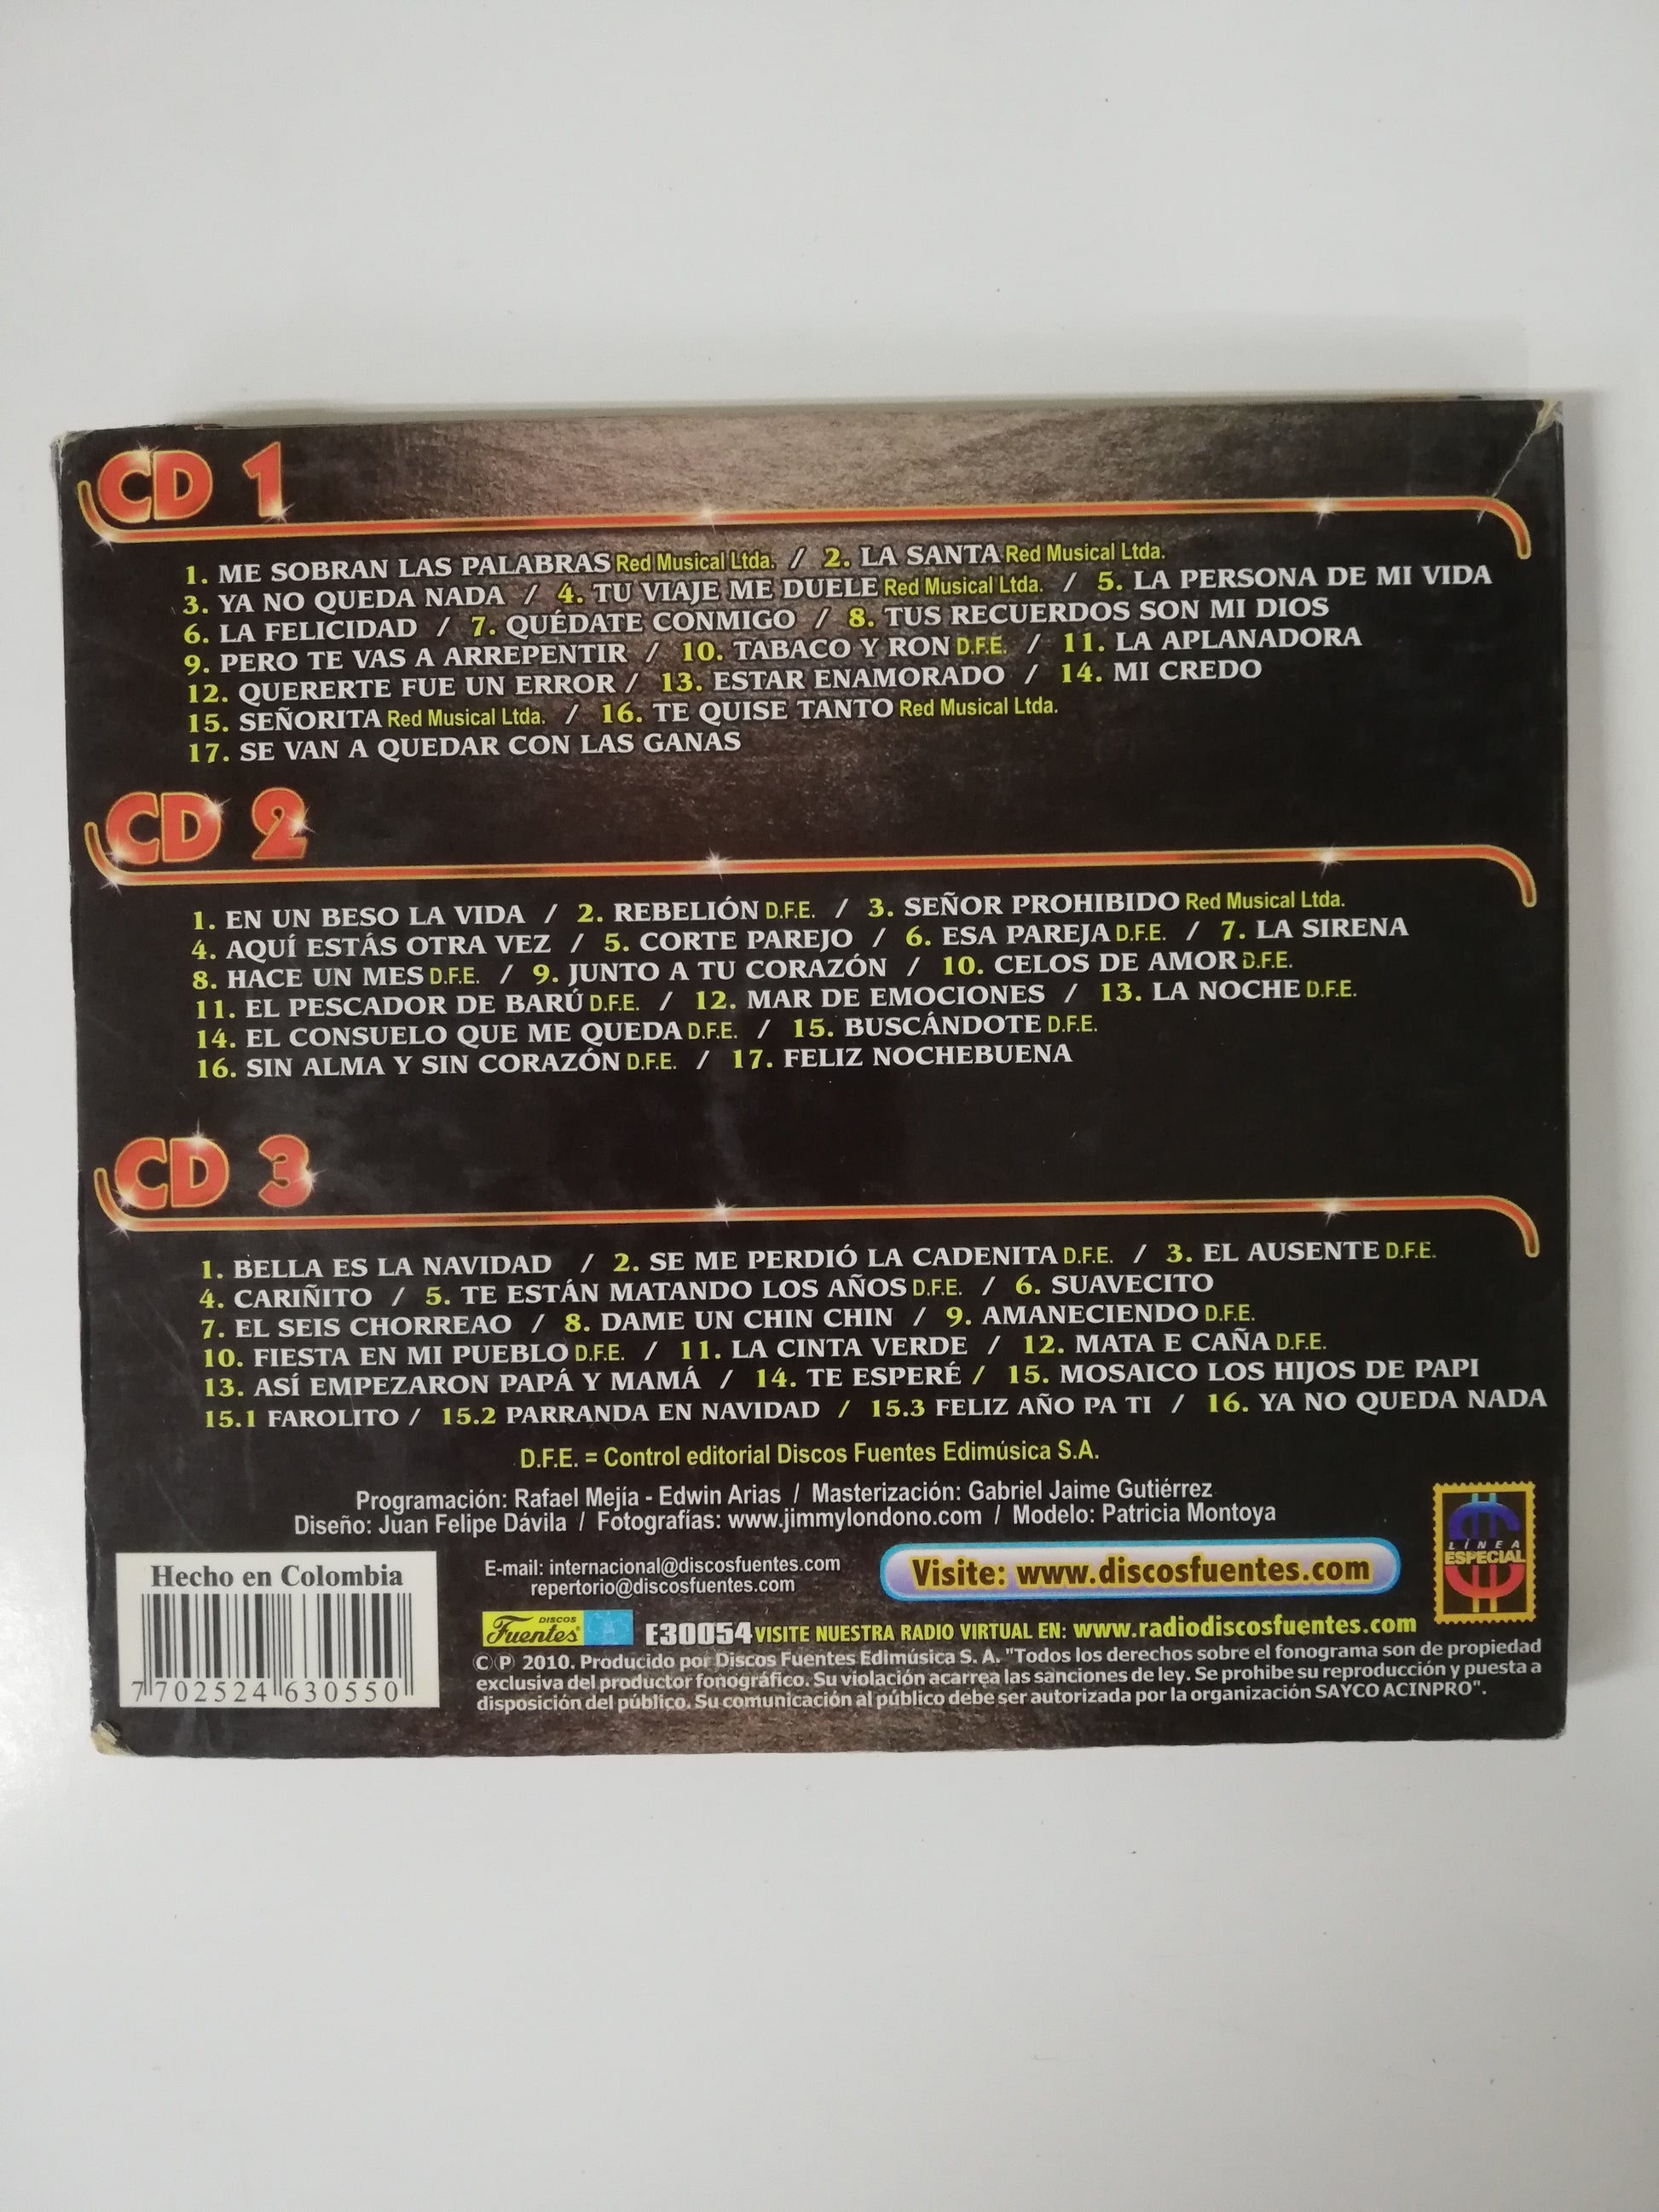 CD 1
1. ME SOBRAN LAS PALABRAS Red Musical Ltda. / 2. LA SANTA Red Musical Ltda.
3. YA NO QUEDA NADA / 4. TU VIAJE ME DUELE Red Musical Ltda. / 5. LA PERSONA DE MI VIDA
6. LA FELICIDAD / 7. QUÉDATE CONMIGO / 8. TUS RECUERDOS SON MI DIOS
9. PERO TE VAS A ARREPENTIR / 10. TABACO Y RON D.F.E. / 11. LA APLANADORA
12. QUERERTE FUE UN ERROR / 13. ESTAR ENAMORADO / 14. MI CREDO
15. SEÑORITA Red Musical Ltda. / 16. TE QUISE TANTO Red Musical Ltda.
17. SE VAN A QUEDAR CON LAS GANAS
CD 2
1. EN UN BESO LA VIDA / 2. REBELIÓN D.F.E. / 3. SEÑOR PROHIBIDO Red Musical Ltda.
4. AQUÍ ESTÁS OTRA VEZ / 5. CORTE PAREJO / 6. ESA PAREJA D.F.E. / 7. LA SIRENA
8. HACE UN MES D.F.E. / 9. JUNTO A TU CORAZÓN / 10. CELOS DE AMOR D.F.E.
11. EL PESCADOR DE BARÚ D.F.E. / 12. MAR DE EMOCIONES / 13. LA NOCHE D.F.E.
14. EL CONSUELO QUE ME QUEDA D.F.E. / 15. BUSCÁNDOTE D.F.E.
16. SIN ALMA Y SIN CORAZÓN D.F.E. / 17. FELIZ NOCHEBUENA
CD 3
1. BELLA ES LA NAVIDAD / 2. SE ME PERDIÓ LA CADENITA D.F.E. / 3. EL AUSENTE D.F.E.
4. CARIÑITO / 5. TE ESTÁN MATANDO LOS AÑOS D.F.E. / 6. SUAVECITO
7. EL SEIS CHORREAO / 8. DAME UN CHIN CHIN / 9. AMANECIENDO D.F.E.
10. FIESTA EN MI PUEBLO D.F.E. / 11. LA CINTA VERDE / 12. MATA E CAÑA D.F.E.
13. ASÍ EMPEZARON PAPÁ Y MAMÁ / 14. TE ESPERÉ / 15. MOSAICO LOS HIJOS DE PAPI
15.1 FAROLITO / 15.2 PARRANDA EN NAVIDAD / 15.3 FELIZ AÑO PA TI / 16. YA NO QUEDA NADA
D.F.E. = Control editorial Discos Fuentes Edimúsica S.A.
Programación: Rafael Mejía - Edwin Arias / Masterización: Gabriel Jaime Gutiérrez
Diseño: Juan Felipe Dávila / Fotografías: www.jimmylondono.com / Modelo: Patricia Montoya
Hecho en Colombia
7 702524 630550
E-mail: internacional@discosfuentes.com
repertorio@discosfuentes.com
Visite: www.discosfuentes.com
LÍNEA
ESPECIAL
DISCOS
Fuentes
E30054 VISITE NUESTRA RADIO VIRTUAL EN: www.radiodiscosfuentes.com
Ⓒ Ⓟ 2010. Producido por Discos Fuentes Edimúsica S. A. "Todos los derechos sobre el fonograma son de propiedad
exclusiva del productor fonográfico. Su violación acarrea las sanciones de ley. Se prohibe su reproducción y puesta a
disposición del público. Su comunicación al público debe ser autorizada por la organización SAYCO ACINPRO".